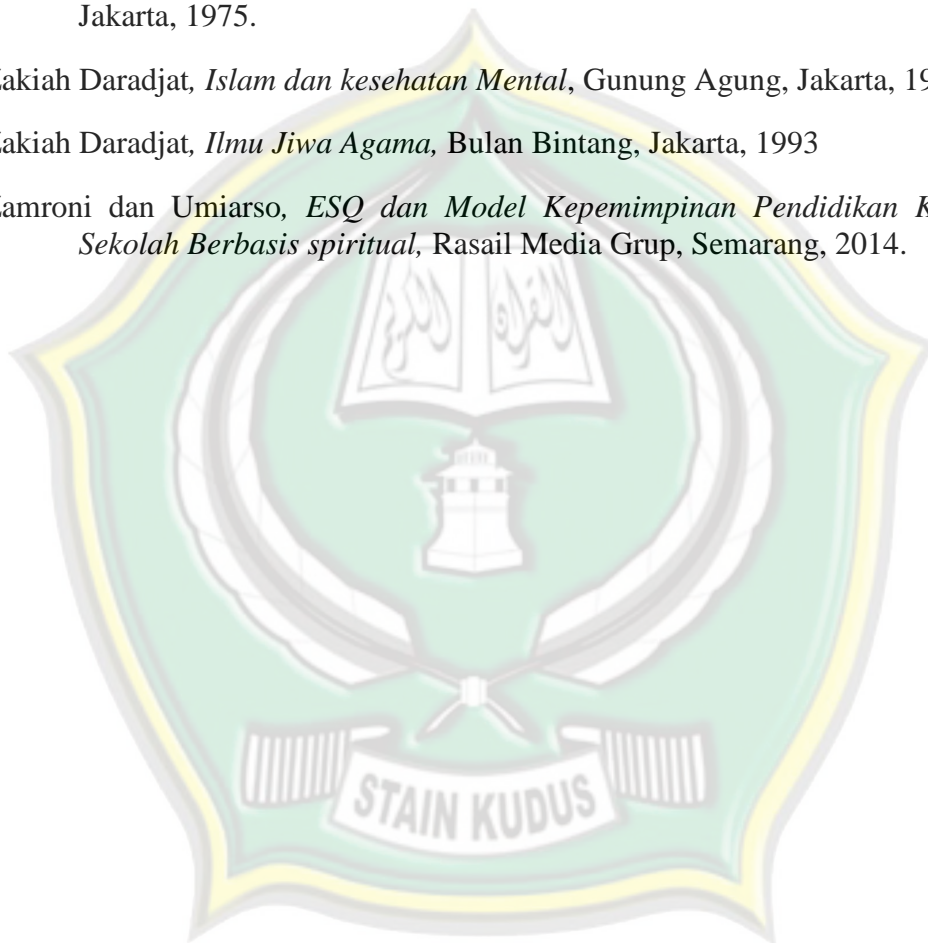 Jakarta, 1975.
akiah Daradjat, Islam dan kesehatan Mental, Gunung Agung, Jakarta, 19
akiah Daradjat, Ilmu Jiwa Agama, Bulan Bintang, Jakarta, 1993
amroni dan Umiarso, ESQ dan Model Kepemimpinan Pendidikan K
Sekolah Berbasis spiritual, Rasail Media Grup, Semarang, 2014.
القرآن الكريم
STAIN KUDUS